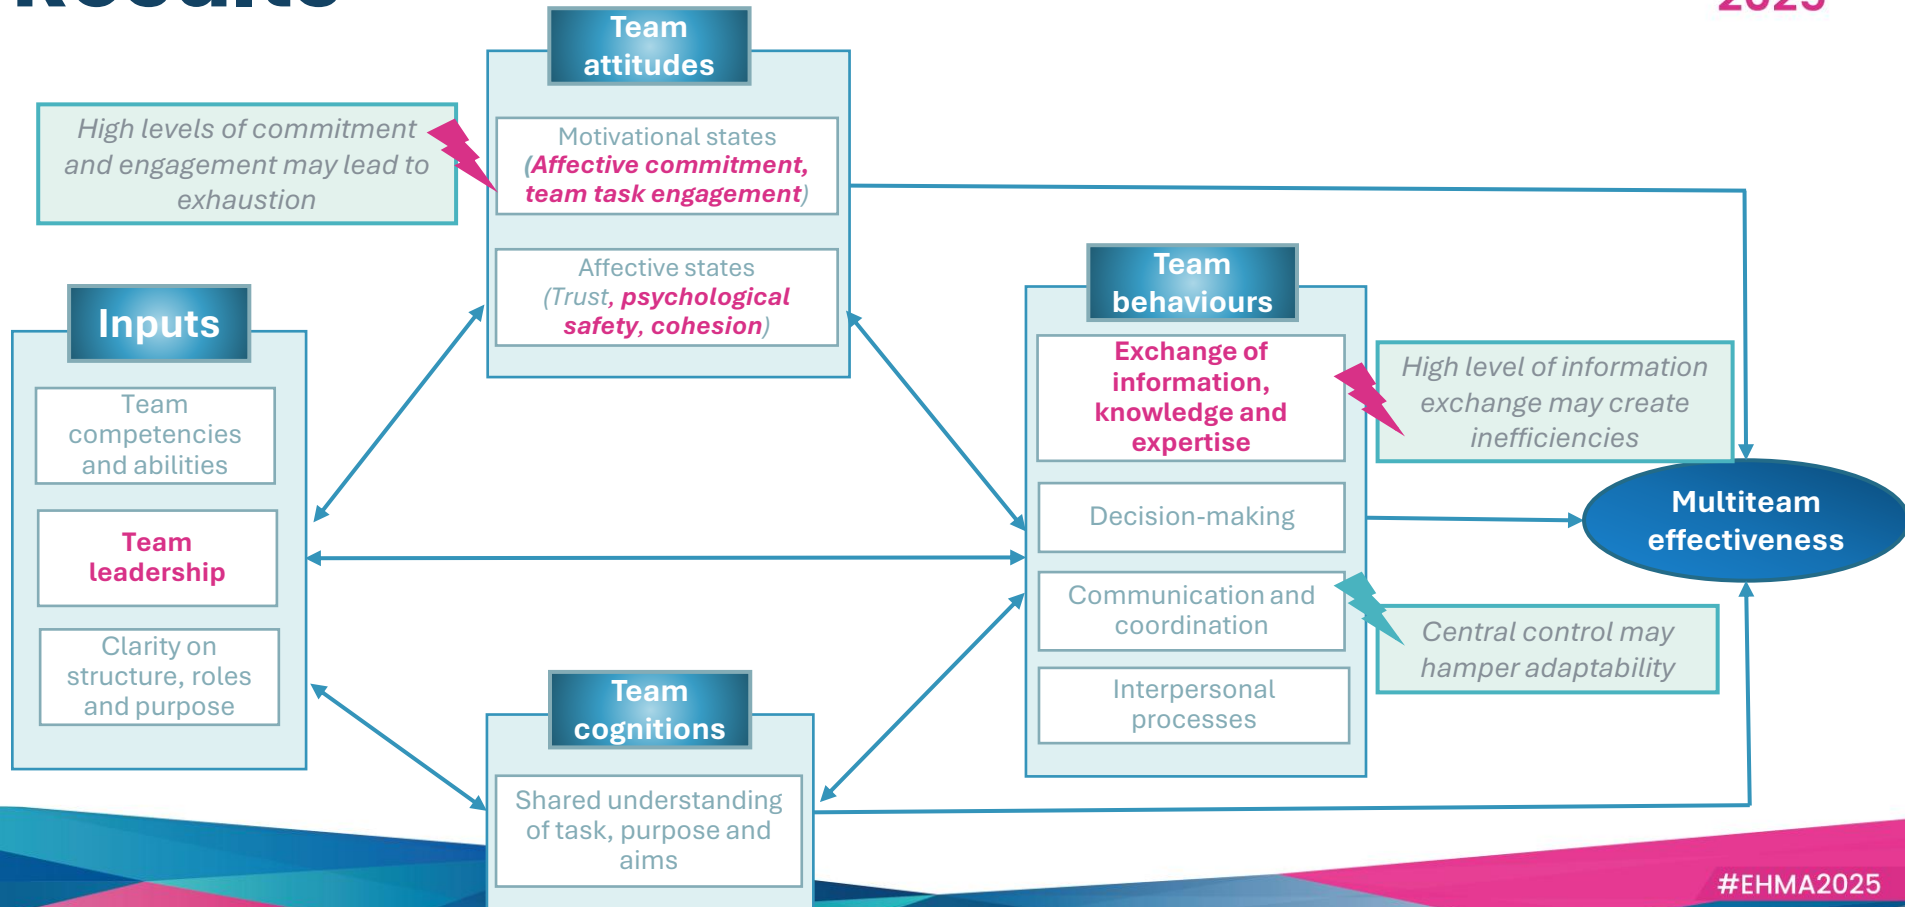 Results
2025
Team
attitudes
High levels of commitment
and engagement may lead to
exhaustion
Motivational states
(Affective commitment,
team task engagement)
Affective states
(Trust, psychological
safety, cohesion)
Inputs
Team
competencies
and abilities
Team
leadership
Clarity on
structure, roles
and purpose
Team
cognitions
Shared understanding
of task, purpose and
aims
Team
behaviours
Exchange of
information,
knowledge and
expertise
Decision-making
Communication and
coordination
Interpersonal
processes
High level of information
exchange may create
inefficiencies
Central control may
hamper adaptability
Multiteam
effectiveness
#EHMA2025